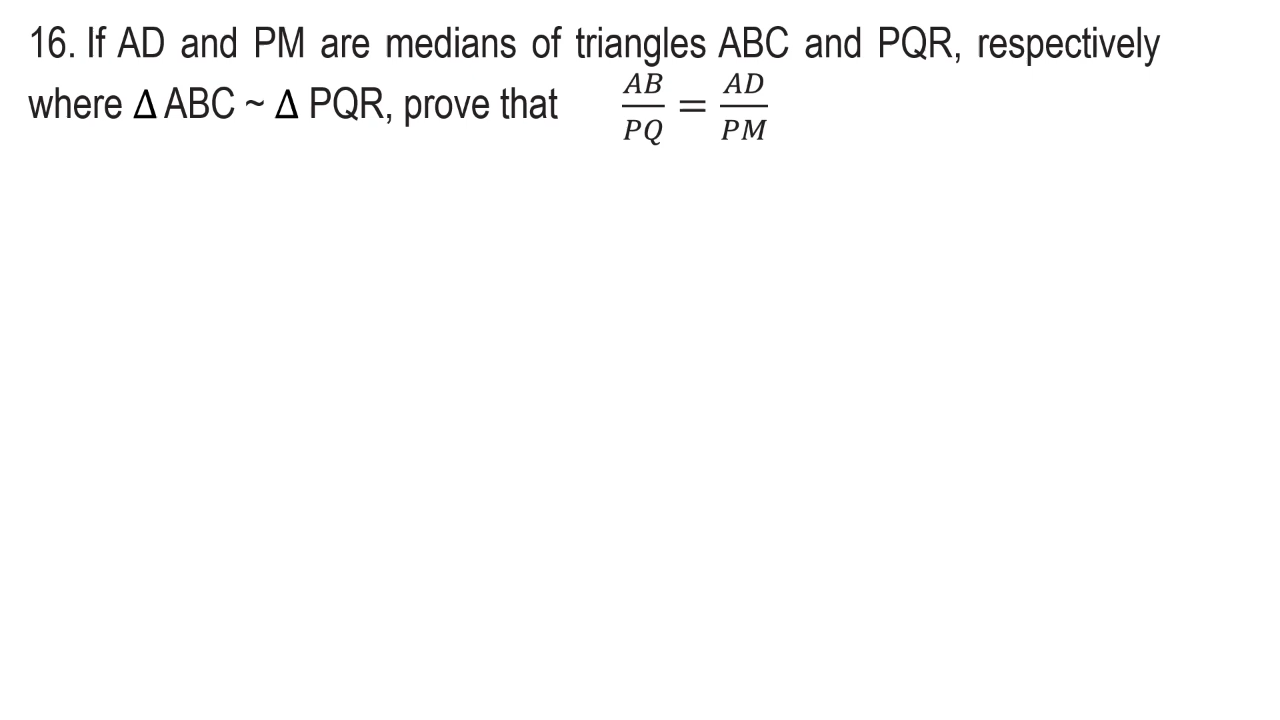 16. If AD and PM are medians of triangles ABC and PQR, respectively
where Δ ABC ~ Δ PQR, prove that AB/PQ = AD/PM